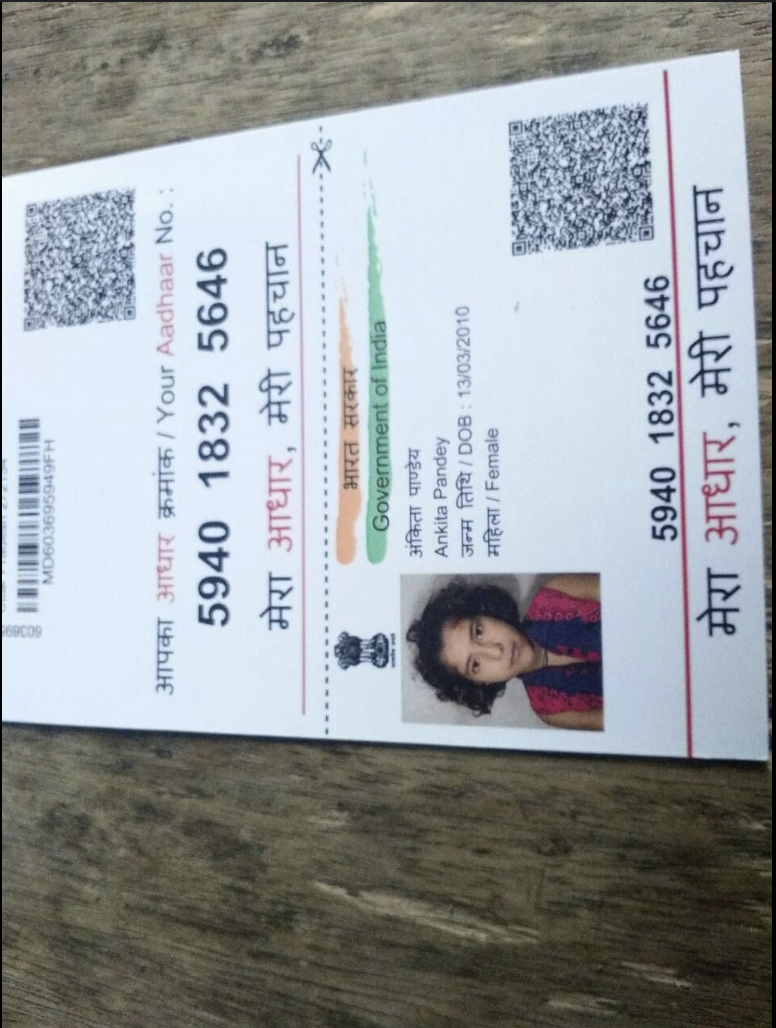 MD603695949FH
आपका आधार क्रमांक / Your Aadhaar No. :
5940 1832 5646
मेरा आधार, मेरी पहचान
भारत सरकार
Government of India
अंकिता पाण्डेय
Ankita Pandey
जन्म तिथि / DOB : 13/03/2010
महिला / Female
5940 1832 5646
मेरा आधार, मेरी पहचान